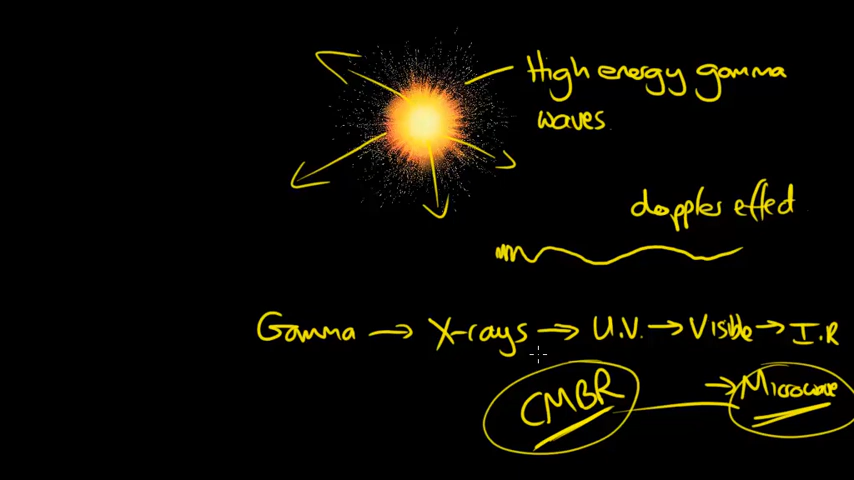 High energy gamma
waves
doppler effect
Gamma → X-rays → U.V. → Visible → I.R
CMBR → Microwave